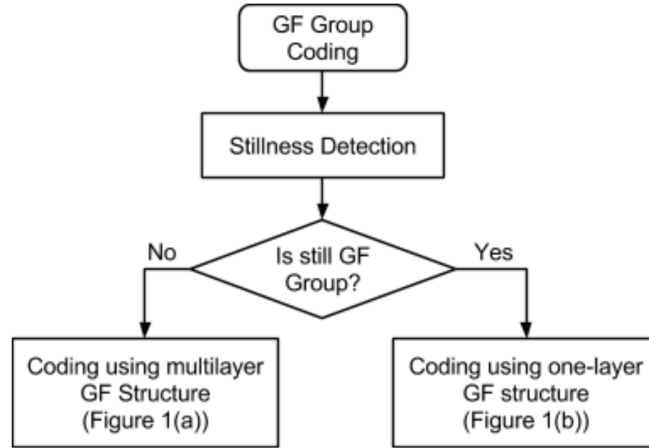 GF Group
Coding
Stillness Detection
Is still GF
Group?
No
Yes
Coding using multilayer
GF Structure
(Figure 1(a))
Coding using one-layer
GF structure
(Figure 1(b))